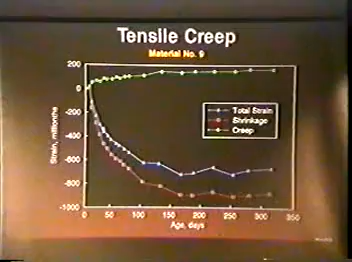 Tensile Creep
Material No. 9
200
0
-200
-400
-600
-800
-1000
Strain, millionths
Total Strain
Shrinkage
Creep
0 50 100 150 200 250 300 350
Age, days